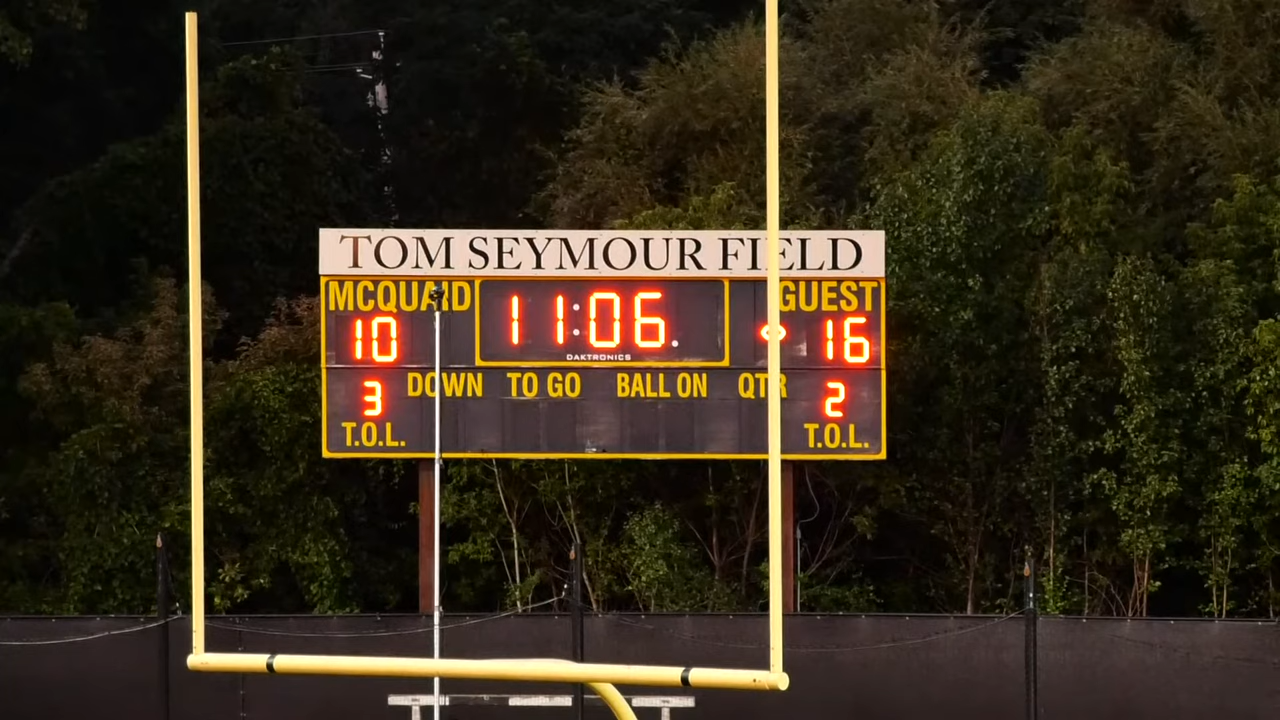 TOM SEYMOUR FIELD
MCQUAID 11:06 GUEST
10 16
DAKTRONICS
DOWN TO GO BALL ON QTR
3 2
T.O.L. T.O.L.